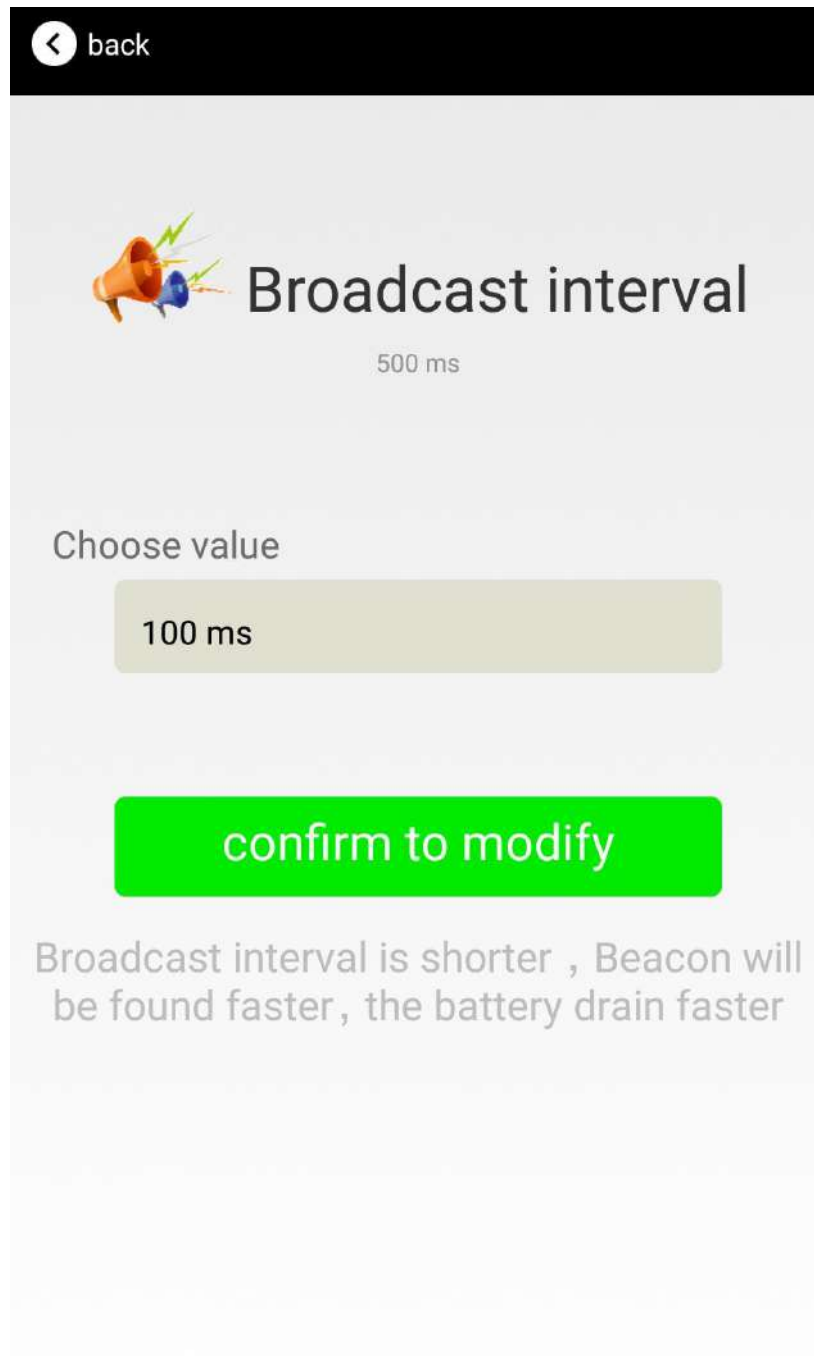 back
Broadcast interval
500 ms
Choose value
100 ms
confirm to modify
Broadcast interval is shorter , Beacon will
be found faster, the battery drain faster